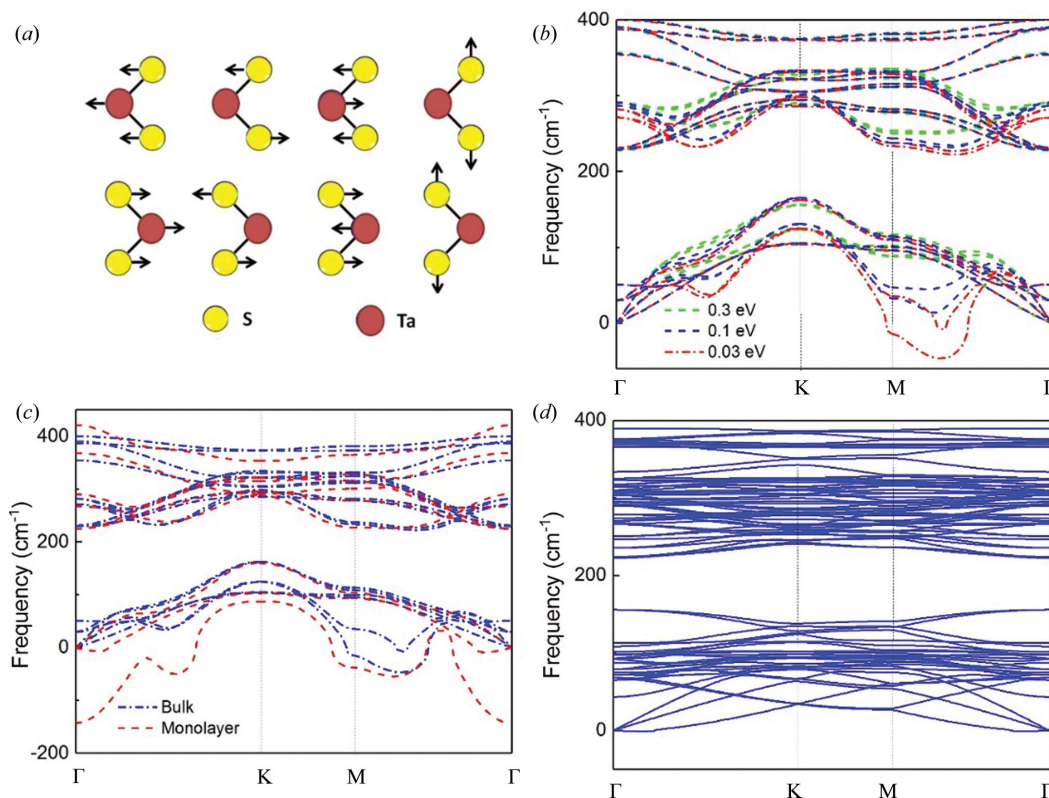 (a)
S
Ta
(b)
Frequency (cm⁻¹)
400
200
0
0.3 eV
0.1 eV
0.03 eV
Γ K M Γ
(c)
Frequency (cm⁻¹)
400
200
0
-200
Bulk
Monolayer
Γ K M Γ
(d)
Frequency (cm⁻¹)
400
200
0
Γ K M Γ